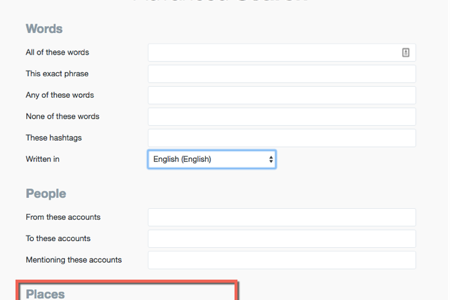 Words
All of these words
This exact phrase
Any of these words
None of these words
These hashtags
Written in English (English)
People
From these accounts
To these accounts
Mentioning these accounts
Places